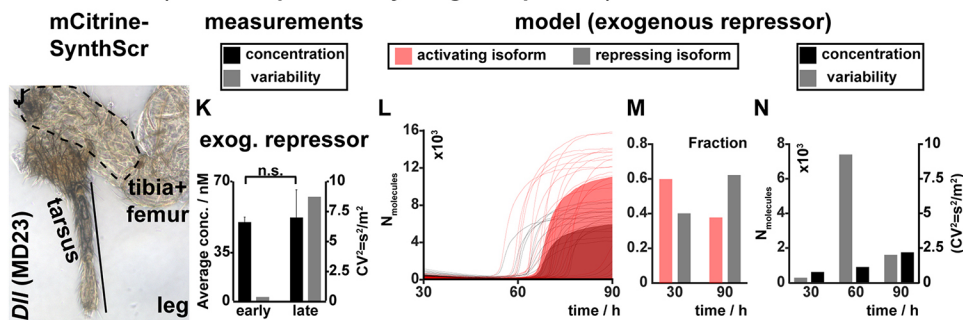 mCitrine-
SynthScr
measurements
model (exogenous repressor)
concentration
variability
activating isoform
repressing isoform
concentration
variability
J
tibia+
femur
tarsus
Dll (MD23)
leg
K
exog. repressor
n.s.
Average conc. / nM
70
35
0
10
7.5
5
2.5
0
CV²=s²/m²
early
late
L
x10³
Nmolecules
16
12
8
4
0
30
60
90
time / h
M
Fraction
0.8
0.6
0.4
0.2
0
30
90
time / h
N
x10³
Nmolecules
8
6
4
2
0
10
7.5
5
2.5
0
(CV²=s²/m²)
30
60
90
time / h